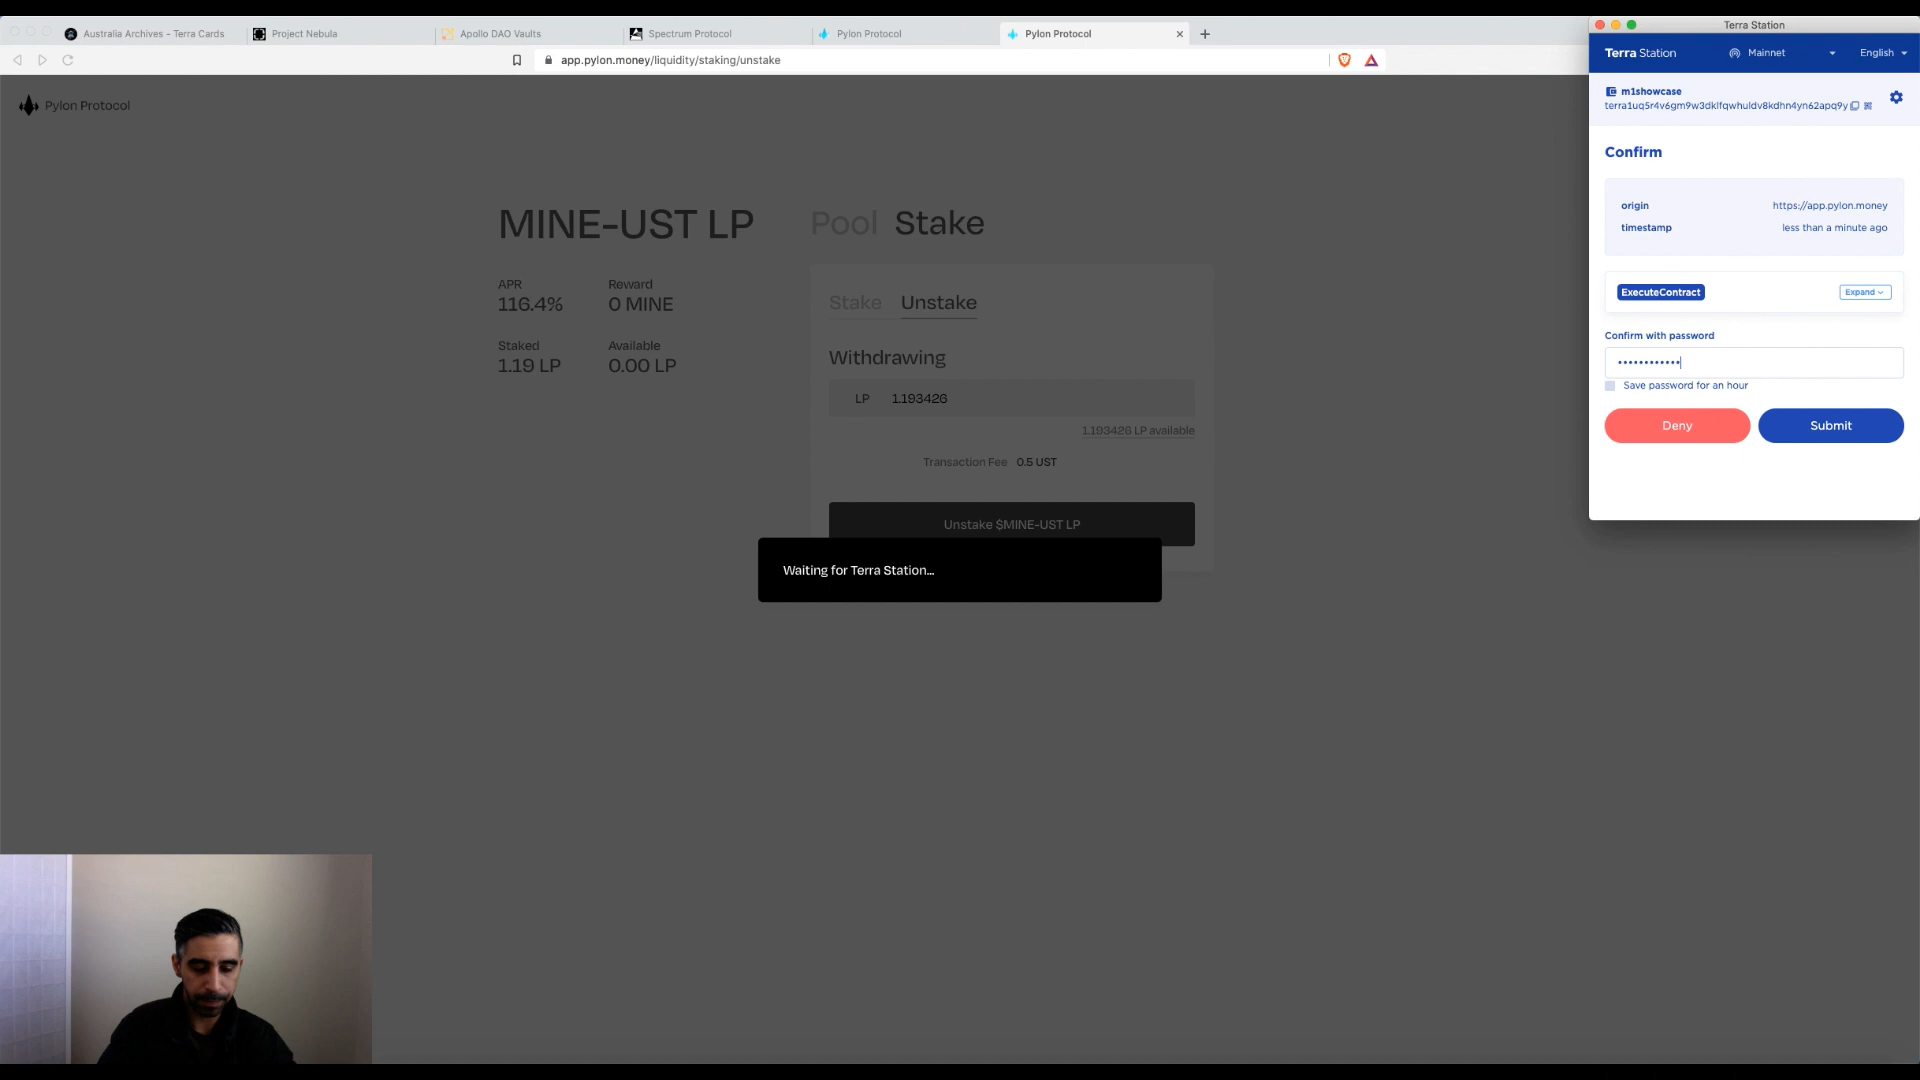 Australia Archives - Terra Cards
Project Nebula
Apollo DAO Vaults
Spectrum Protocol
Pylon Protocol
Pylon Protocol
app.pylon.money/liquidity/staking/unstake
Pylon Protocol
MINE-UST LP
APR
116.4%
Reward
0 MINE
Staked
1.19 LP
Available
0.00 LP
Pool Stake
Stake Unstake
Withdrawing
LP 1.193426
1.193426 LP available
Transaction Fee 0.5 UST
Unstake $MINE-UST LP
Waiting for Terra Station...
Terra Station
Terra Station
Mainnet
English
m1showcase
terra1uq5r4v6gm9w3dklfqwhuldv8kdhn4yn62apq9y
Confirm
origin https://app.pylon.money
timestamp less than a minute ago
ExecuteContract
Expand
Confirm with password
••••••••••••
Save password for an hour
Deny
Submit